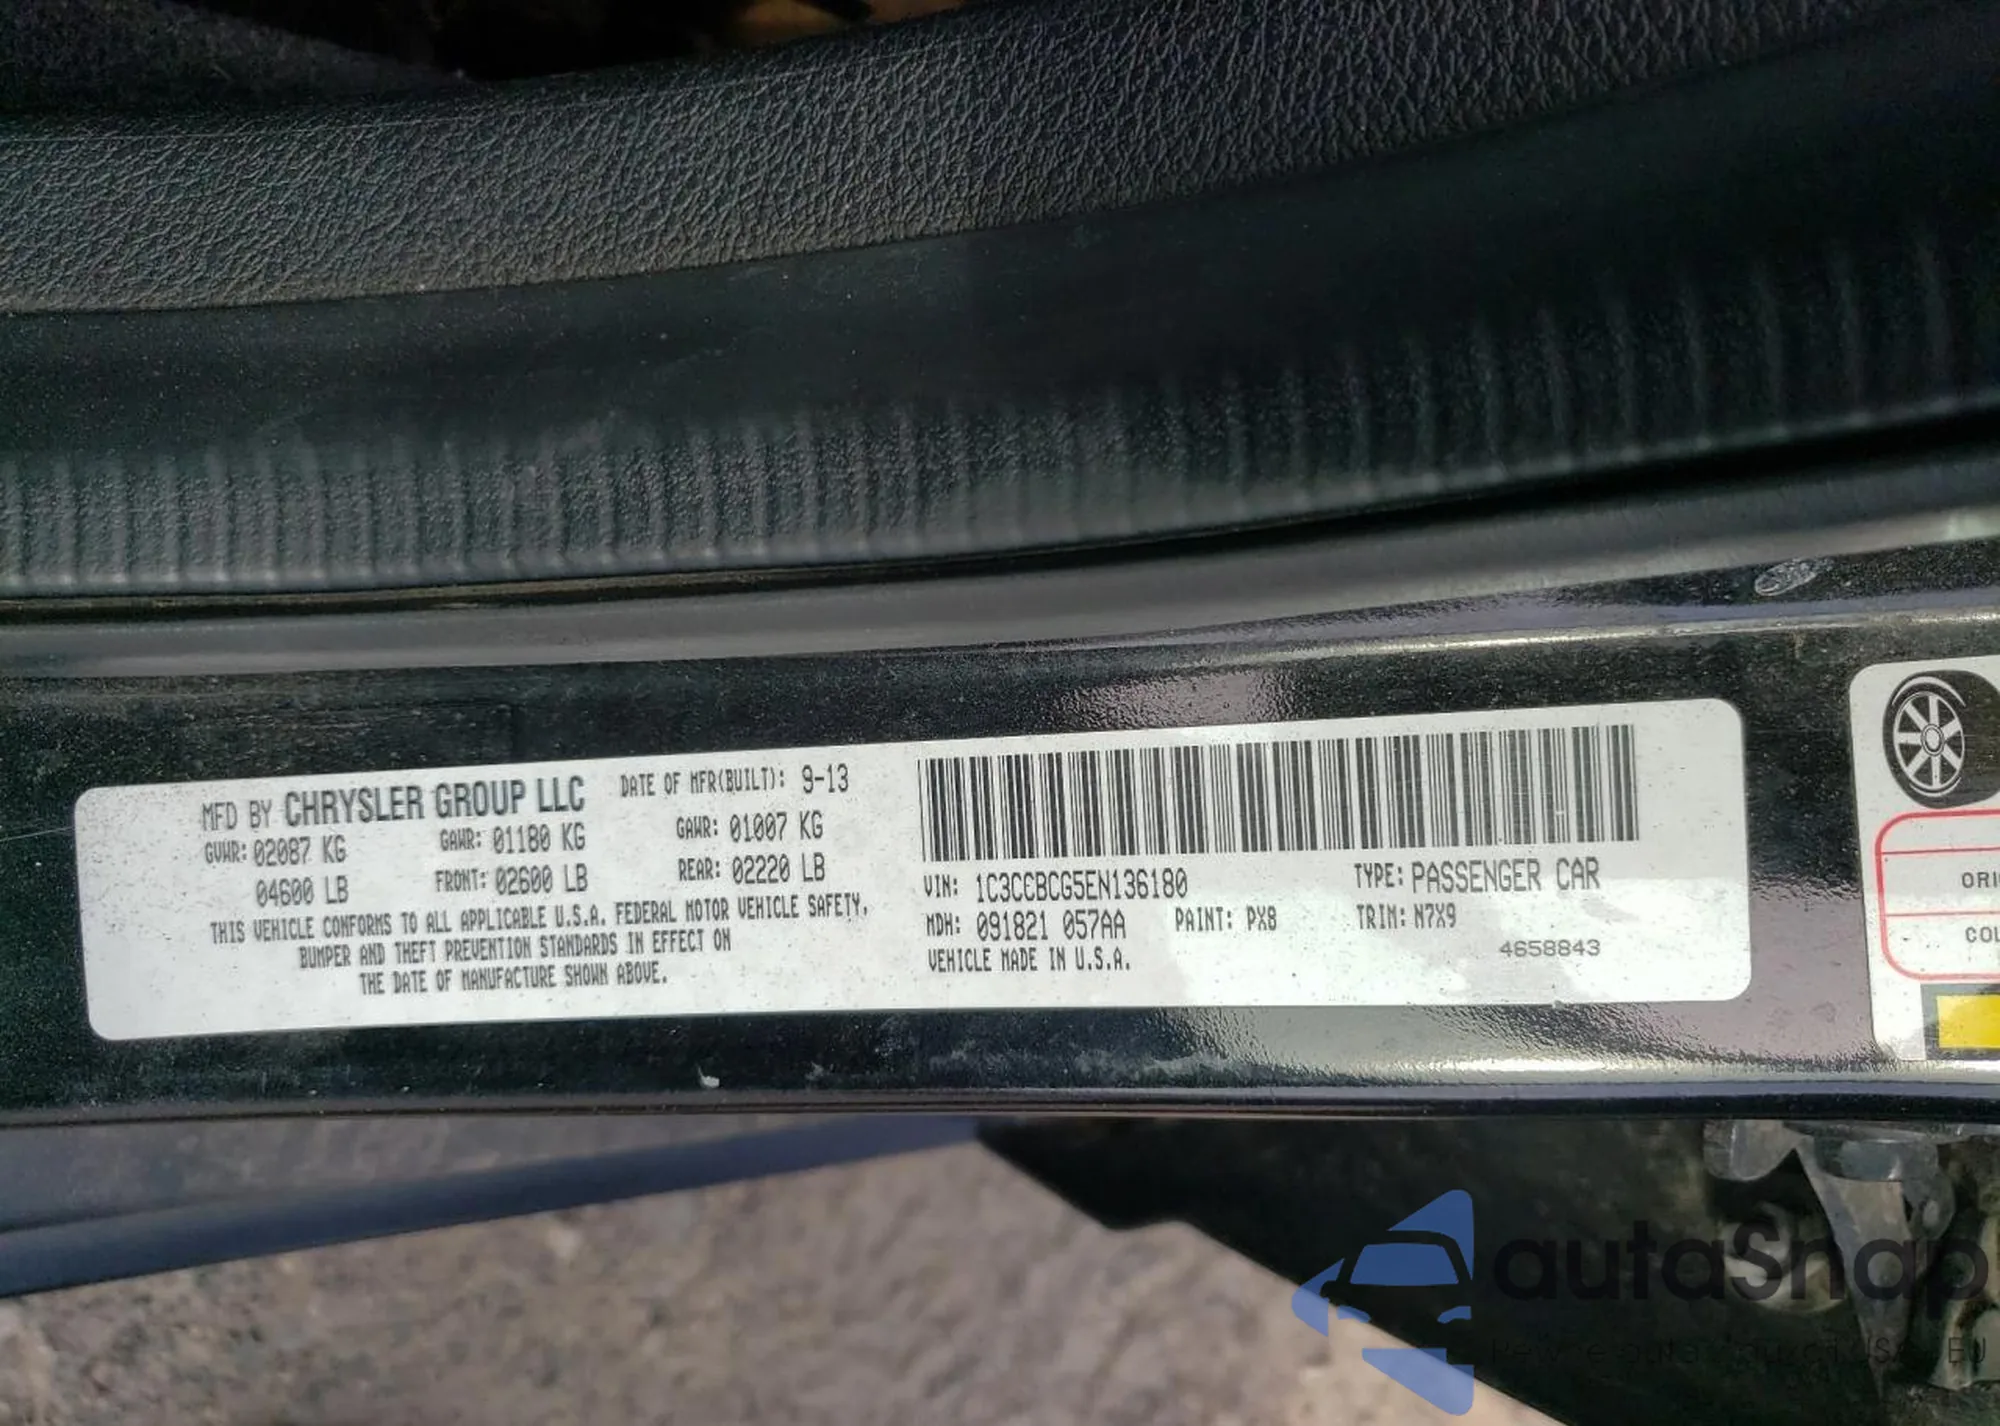 MFD BY CHRYSLER GROUP LLC DATE OF MFR(BUILT): 9-13
GVWR: 02087 KG GAWR: 01180 KG GAWR: 01007 KG
04600 LB FRONT: 02600 LB REAR: 02220 LB
THIS VEHICLE CONFORMS TO ALL APPLICABLE U.S.A. FEDERAL MOTOR VEHICLE SAFETY,
BUMPER AND THEFT PREVENTION STANDARDS IN EFFECT ON
THE DATE OF MANUFACTURE SHOWN ABOVE.
VIN: 1C3CCBCG5EN136180 TYPE: PASSENGER CAR
MDH: 091821 057AA PAINT: PX8 TRIM: N7X9
VEHICLE MADE IN U.S.A. 4658843
ORI
COL
autaSnap